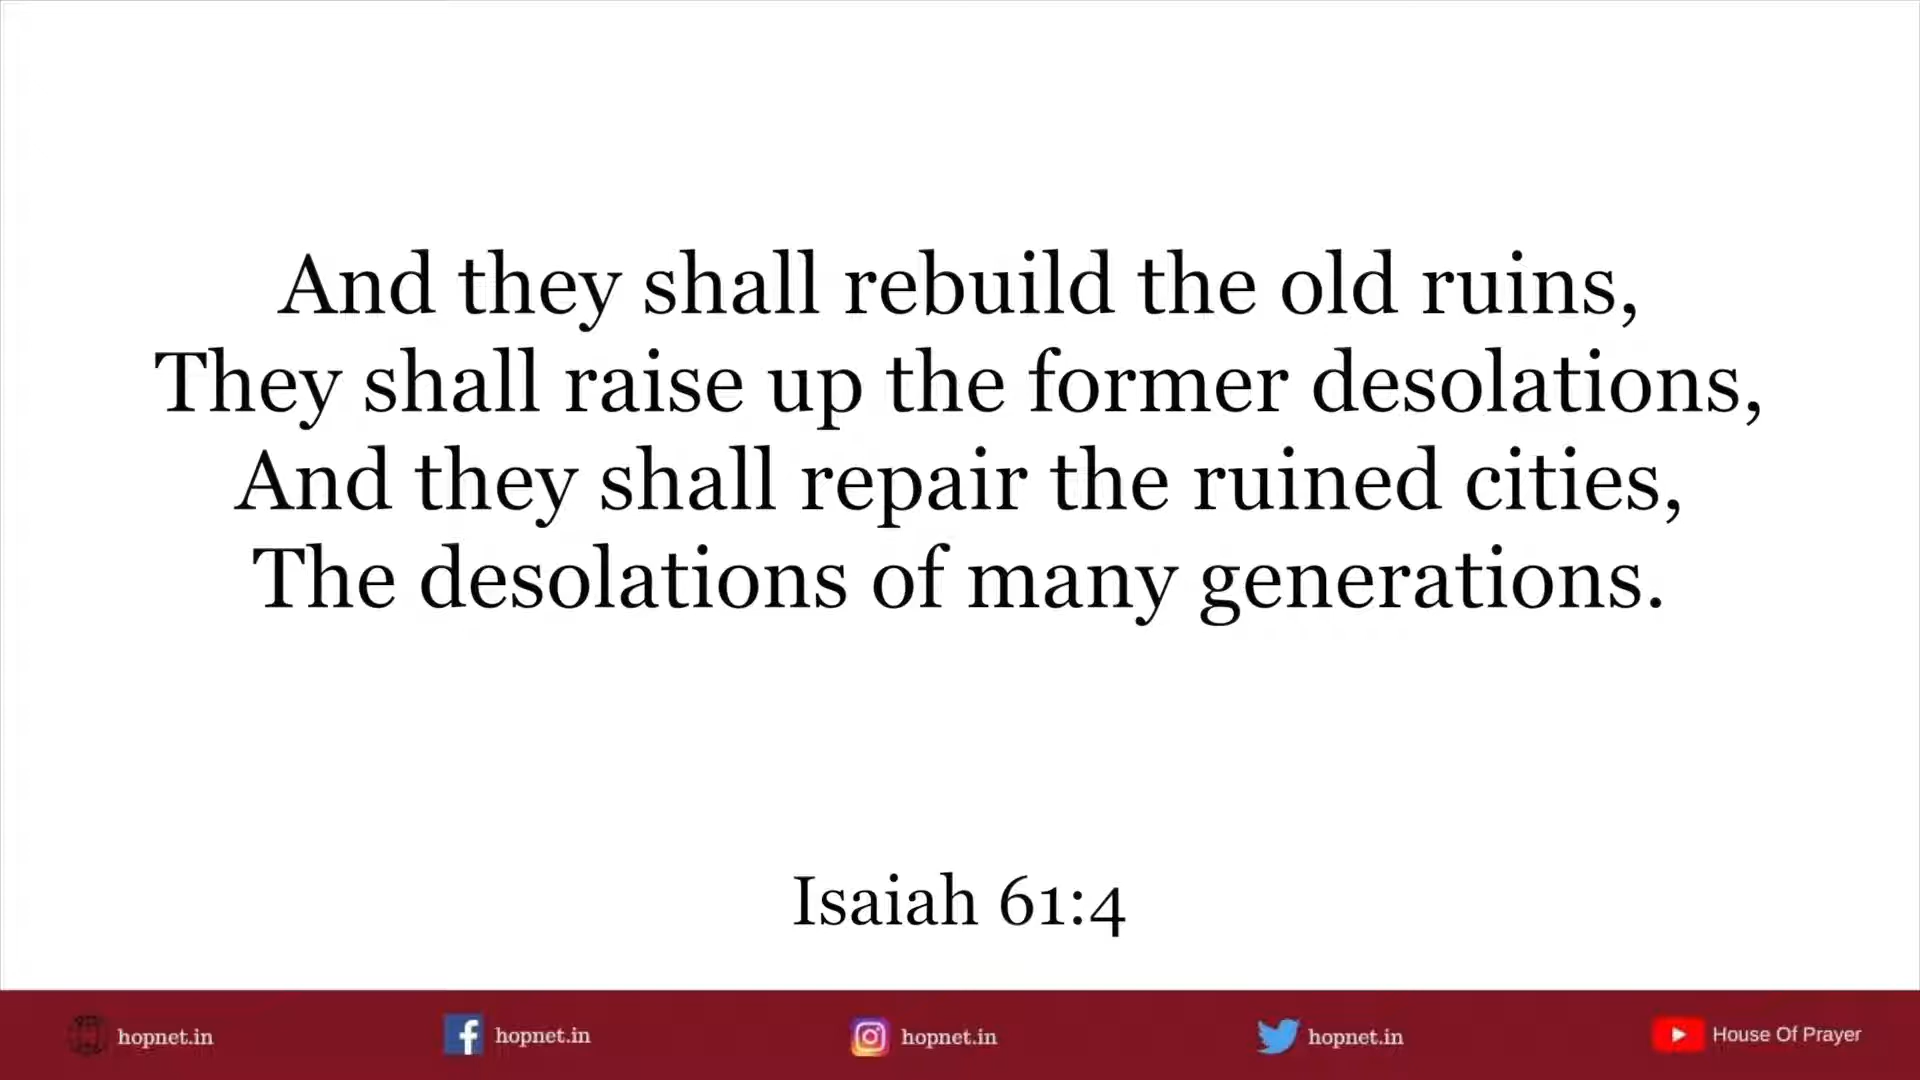 And they shall rebuild the old ruins,
They shall raise up the former desolations,
And they shall repair the ruined cities,
The desolations of many generations.
Isaiah 61:4
hopnet.in hopnet.in hopnet.in hopnet.in House Of Prayer